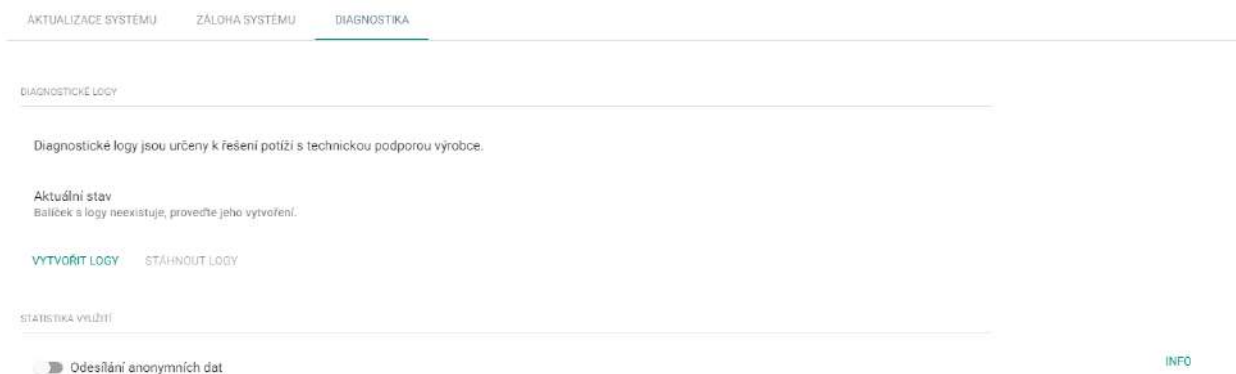 AKTUALIZACE SYSTÉMU ZÁLOHA SYSTÉMU DIAGNOSTIKA
DIAGNOSTICKÉ LOGY
Diagnostické logy jsou určeny k řešení potíží s technickou podporou výrobce.
Aktuální stav
Balíček s logy neexistuje, proveďte jeho vytvoření.
VYTVOŘIT LOGY STÁHNOUT LOGY
STATISTIKA VYUŽITÍ
Odesílání anonymních dat INFO